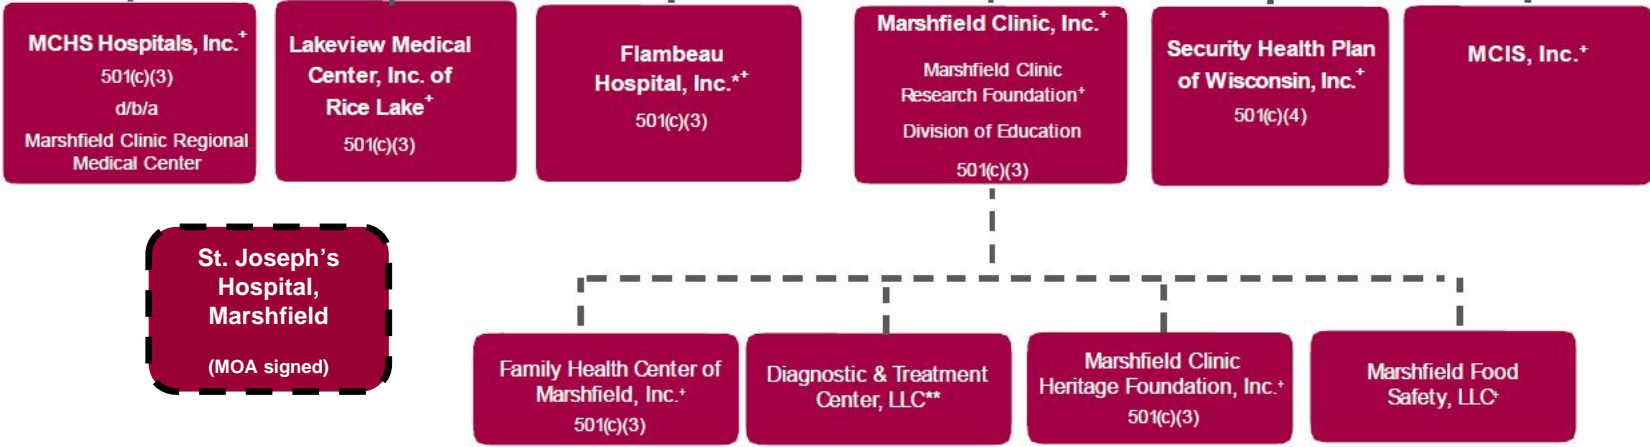 MCHS Hospitals, Inc.+
501(c)(3)
d/b/a
Marshfield Clinic Regional
Medical Center
Lakeview Medical
Center, Inc. of
Rice Lake+
501(c)(3)
Flambeau
Hospital, Inc.*+
501(c)(3)
Marshfield Clinic, Inc.+
Marshfield Clinic
Research Foundation+
Division of Education
501(c)(3)
Security Health Plan
of Wisconsin, Inc.+
501(c)(4)
MCIS, Inc.+
St. Joseph’s
Hospital,
Marshfield
(MOA signed)
Family Health Center of
Marshfield, Inc.+
501(c)(3)
Diagnostic & Treatment
Center, LLC**
Marshfield Clinic
Heritage Foundation, Inc.+
501(c)(3)
Marshfield Food
Safety, LLC+